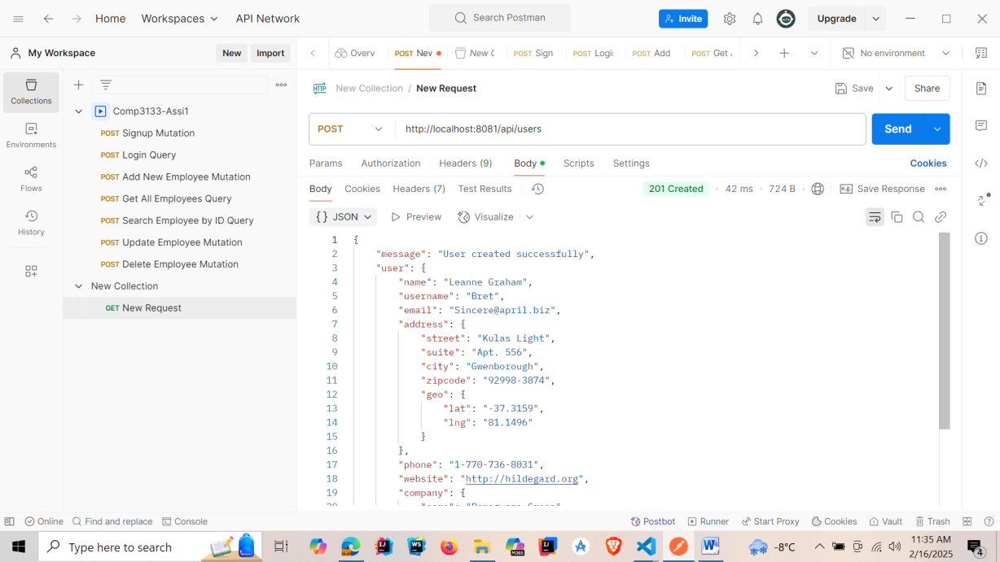 Home Workspaces API Network Search Postman Invite Upgrade
My Workspace New Import Overv POST Nev New C POST Sign POST Logi POST Add POST Get No environment
Collections
Environments
Flows
History
Comp3133-Assi1
POST Signup Mutation
POST Login Query
POST Add New Employee Mutation
POST Get All Employees Query
POST Search Employee by ID Query
POST Update Employee Mutation
POST Delete Employee Mutation
New Collection
GET New Request
HTTP New Collection / New Request Save Share
POST http://localhost:8081/api/users Send
Params Authorization Headers (9) Body Scripts Settings Cookies
Body Cookies Headers (7) Test Results 201 Created 42 ms 724 B e.g. Save Response
{} JSON Preview Visualize
1 {
2 "message": "User created successfully",
3 "user": {
4 "name": "Leanne Graham",
5 "username": "Bret",
6 "email": "Sincere@april.biz",
7 "address": {
8 "street": "Kulas Light",
9 "suite": "Apt. 556",
10 "city": "Gwenborough",
11 "zipcode": "92998-3874",
12 "geo": {
13 "lat": "-37.3159",
14 "lng": "81.1496"
15 }
16 },
17 "phone": "1-770-736-8031",
18 "website": "http://hildegard.org",
19 "company": {
Online Find and replace Console Postbot Runner Start Proxy Cookies Vault Trash
Type here to search -8°C 11:35 AM
2/16/2025 4